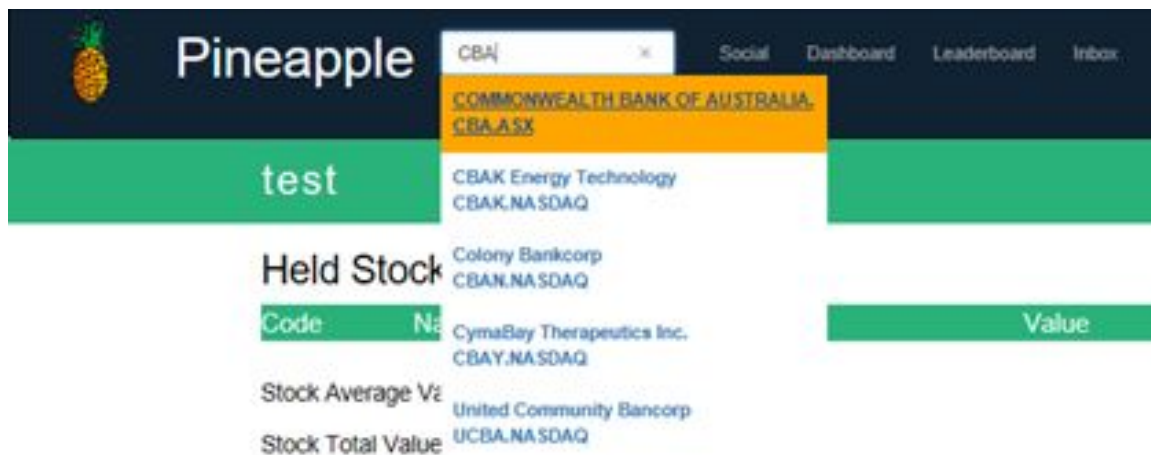 Pineapple
CBA
Social Dashboard Leaderboard Inbox
COMMONWEALTH BANK OF AUSTRALIA.
CBA.ASX
test
CBAK Energy Technology
CBAK.NASDAQ
Held Stock
Colony Bankcorp
CBAN.NASDAQ
Code Na Value
CymaBay Therapeutics Inc.
CBAY.NASDAQ
Stock Average Va
United Community Bancorp
UCBA.NASDAQ
Stock Total Value